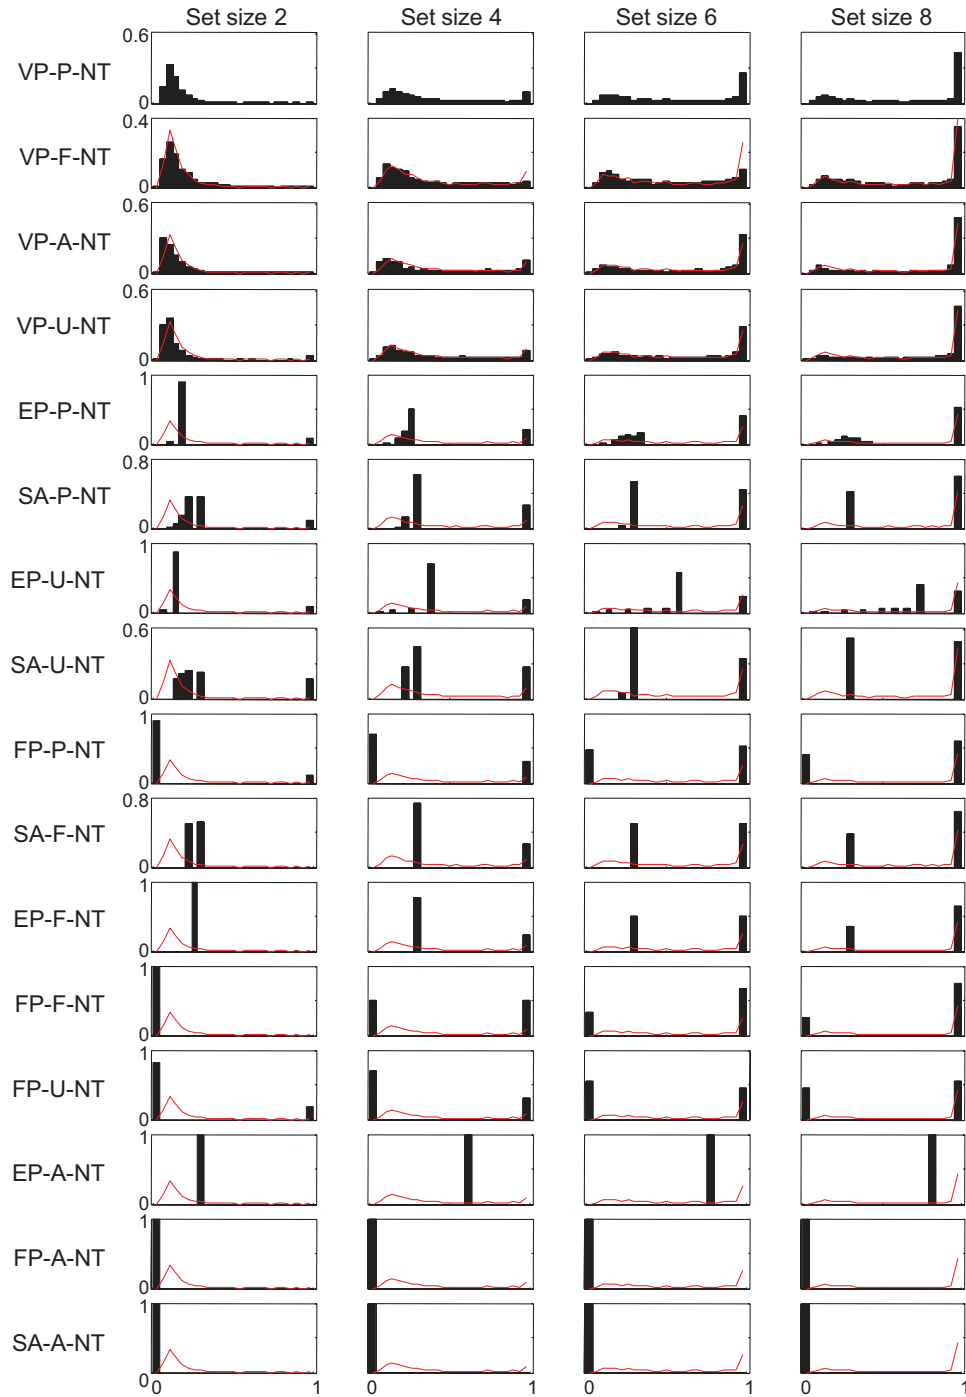 Set size 2 Set size 4 Set size 6 Set size 8
0.6
VP-P-NT
0
0.4
VP-F-NT
0
0.6
VP-A-NT
0
0.6
VP-U-NT
0
1
EP-P-NT
0
0.8
SA-P-NT
0
1
EP-U-NT
0
0.6
SA-U-NT
0
1
FP-P-NT
0
0.8
SA-F-NT
0
1
EP-F-NT
0
1
FP-F-NT
0
1
FP-U-NT
0
1
EP-A-NT
0
1
FP-A-NT
0
1
SA-A-NT
0
0 1 0 1 0 1 0 1